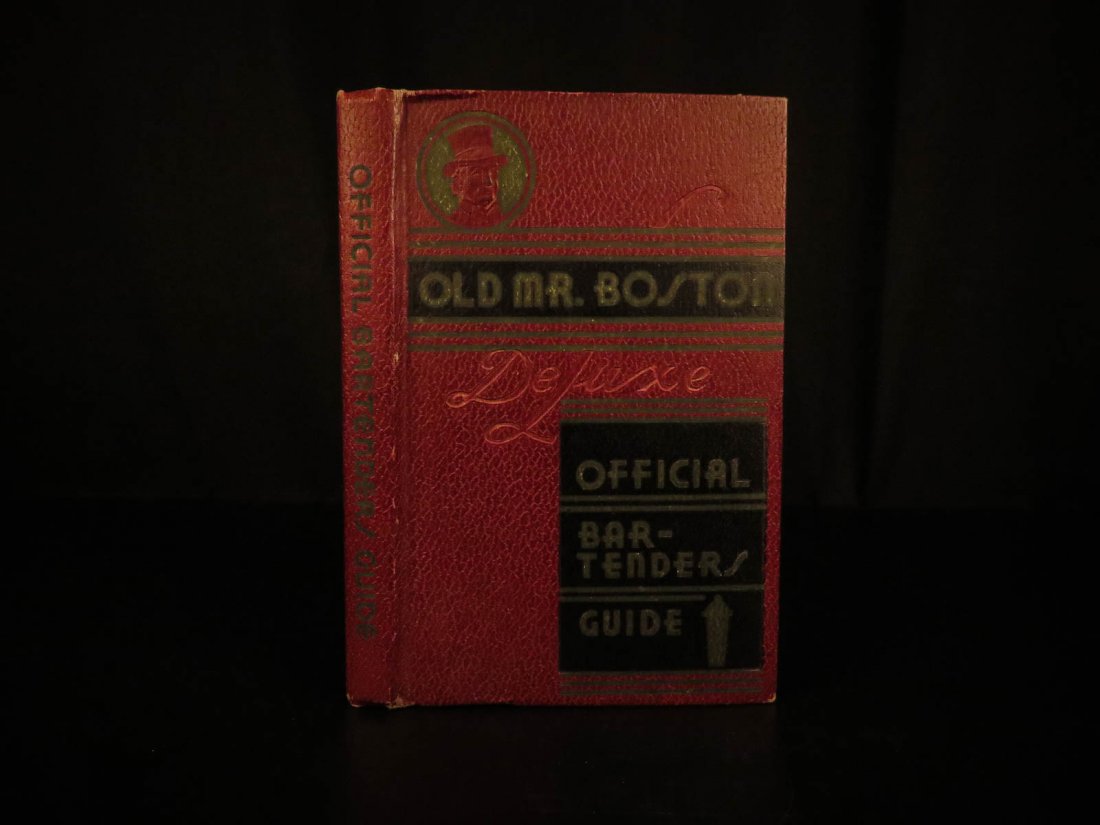 OFFICIAL BARTENDERS GUIDE
OLD MR. BOSTON
DeLuxe
OFFICIAL
BAR-
TENDERS
GUIDE